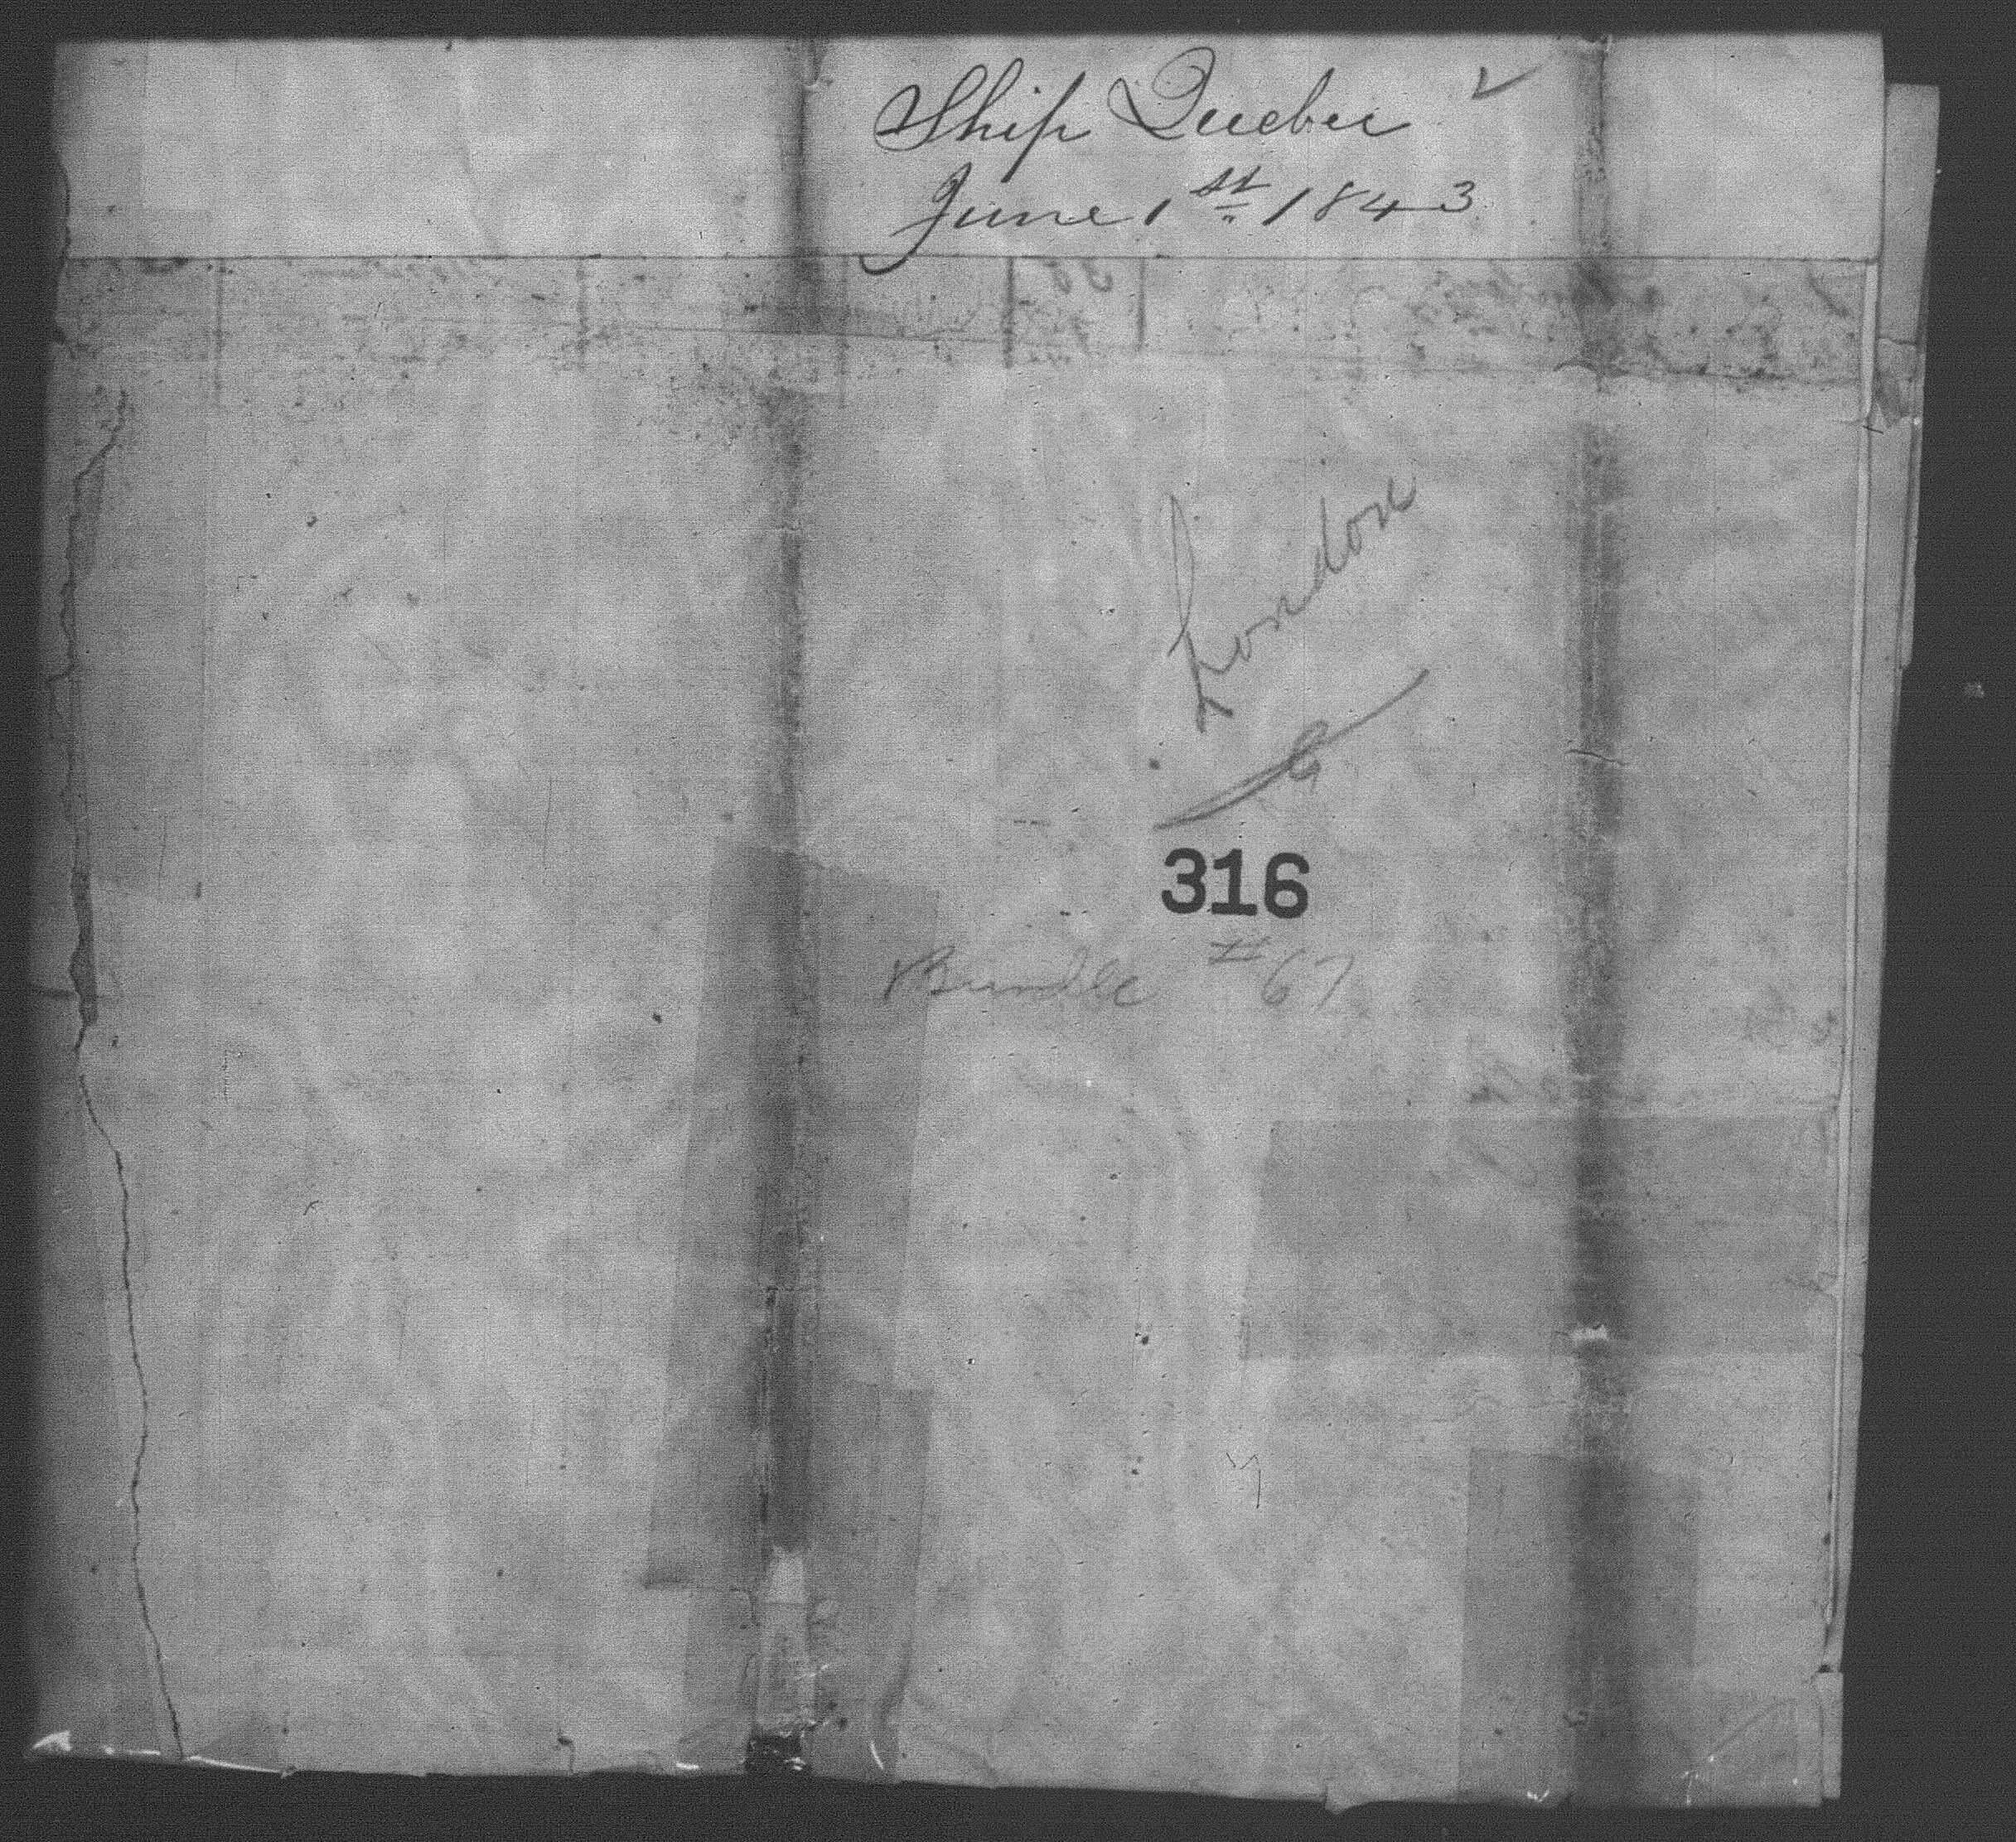 Ship Quebec ✓
June 1st 1843
London
316
Bundle #67